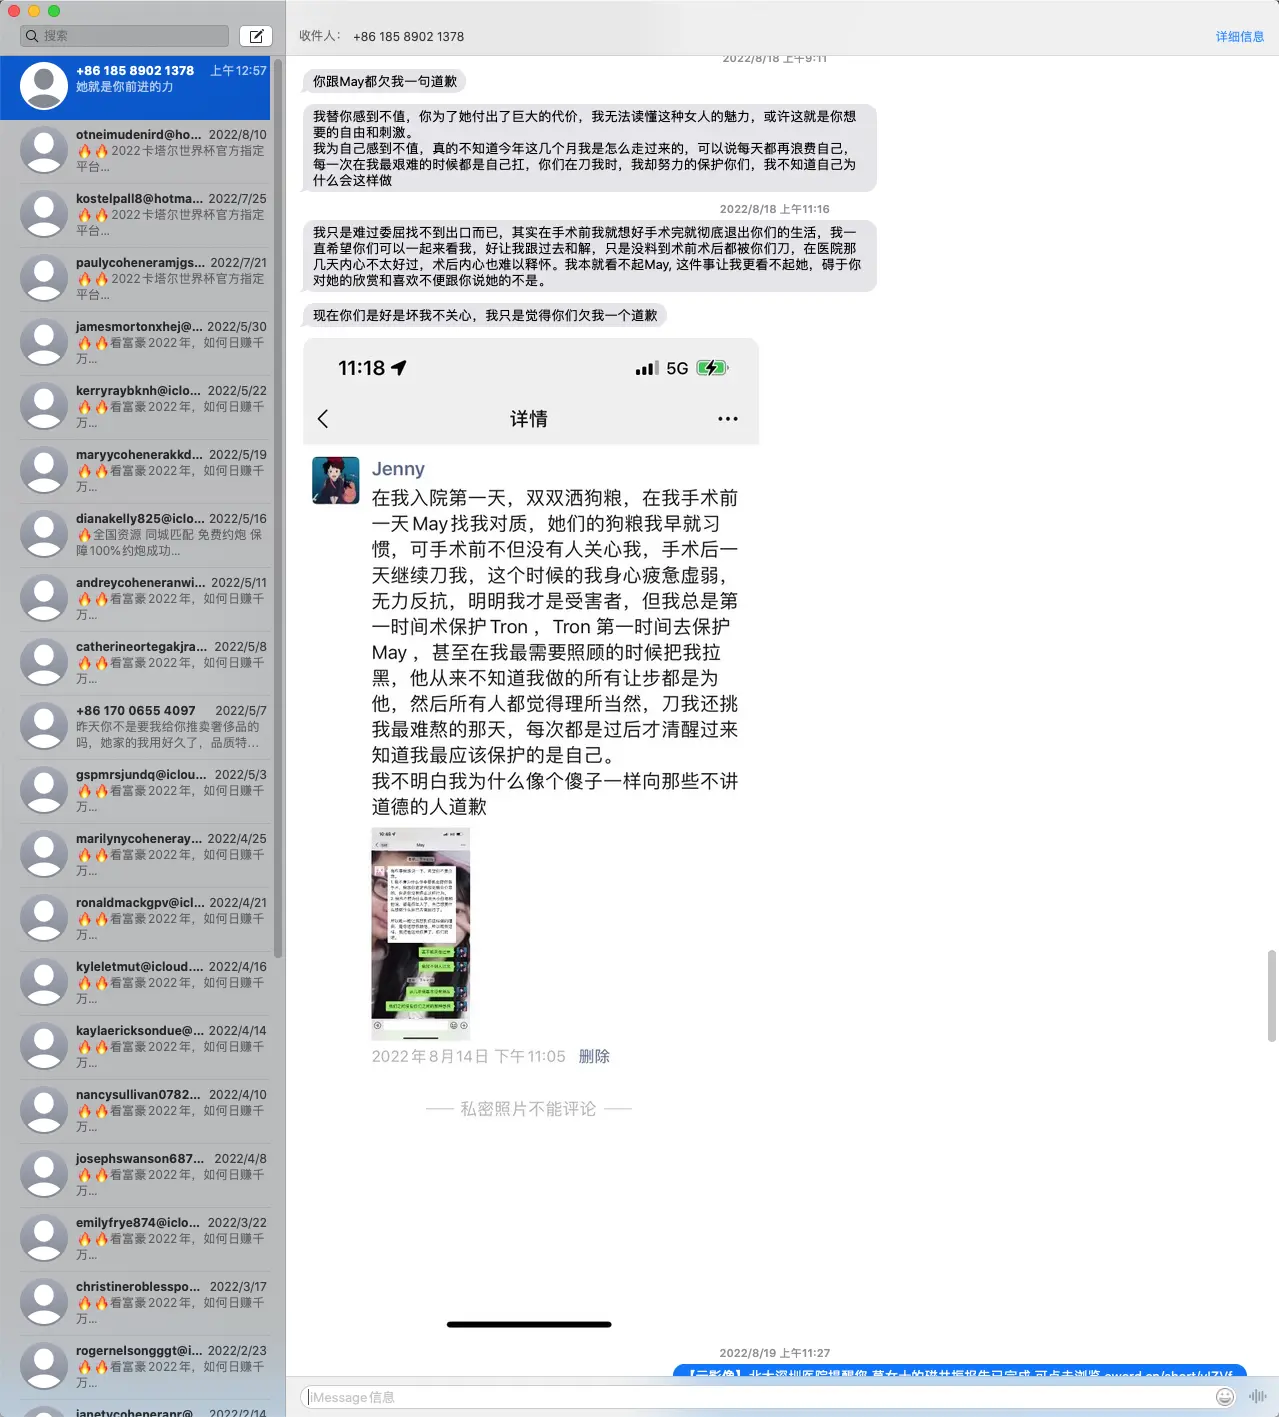 搜索
+86 185 8902 1378 上午12:57
她就是你前进的力
otneimudenird@ho... 2022/8/10
🔥🔥2022卡塔尔世界杯官方指定
平台...
kostelpall8@hotma... 2022/7/25
🔥🔥2022卡塔尔世界杯官方指定
平台...
paulycoheneramjgs... 2022/7/21
🔥🔥2022卡塔尔世界杯官方指定
平台...
jamesmortonxhej@... 2022/5/30
🔥🔥看富豪2022年，如何日赚千
万...
kerryraybknh@iclo... 2022/5/22
🔥🔥看富豪2022年，如何日赚千
万...
maryycohenerakkd... 2022/5/19
🔥🔥看富豪2022年，如何日赚千
万...
dianakelly825@iclo... 2022/5/16
🔥全国资源 同城匹配 免费约炮 保
障100%约炮成功...
andreycoheneranwi... 2022/5/11
🔥🔥看富豪2022年，如何日赚千
万...
catherineortegakjra... 2022/5/8
🔥🔥看富豪2022年，如何日赚千
万...
+86 170 0655 4097 2022/5/7
昨天你不是要我给你推卖奢侈品的
吗，她家的我用好久了，品质特...
gspmrsjundq@iclou... 2022/5/3
🔥🔥看富豪2022年，如何日赚千
万...
marilynycoheneray... 2022/4/25
🔥🔥看富豪2022年，如何日赚千
万...
ronaldmackgpv@icl... 2022/4/21
🔥🔥看富豪2022年，如何日赚千
万...
kyleletmut@icloud.... 2022/4/16
🔥🔥看富豪2022年，如何日赚千
万...
kaylaericksondue@... 2022/4/14
🔥🔥看富豪2022年，如何日赚千
万...
nancysullivan0782... 2022/4/10
🔥🔥看富豪2022年，如何日赚千
万...
josephswanson687... 2022/4/8
🔥🔥看富豪2022年，如何日赚千
万...
emilyfrye874@iclo... 2022/3/22
🔥🔥看富豪2022年，如何日赚千
万...
christineroblesspo... 2022/3/17
🔥🔥看富豪2022年，如何日赚千
万...
rogernelsongggt@i... 2022/2/23
🔥🔥看富豪2022年，如何日赚千
万...
janetycoheneranr@... 2022/2/14
收件人： +86 185 8902 1378
详细信息
2022/8/18 上午9:11
你跟May都欠我一句道歉
我替你感到不值，你为了她付出了巨大的代价，我无法读懂这种女人的魅力，或许这就是你想
要的自由和刺激。
我为自己感到不值，真的不知道今年这几个月我是怎么走过来的，可以说每天都再浪费自己，
每一次在我最艰难的时候都是自己扛，你们在刀我时，我却努力的保护你们，我不知道自己为
什么会这样做
2022/8/18 上午11:16
我只是难过委屈找不到出口而已，其实在手术前我就想好手术完就彻底退出你们的生活，我一
直希望你们可以一起来看我，好让我跟过去和解，只是没料到术前术后都被你们刀，在医院那
几天内心不太好过，术后内心也难以释怀。我本就看不起May, 这件事让我更看不起她，碍于你
对她的欣赏和喜欢不便跟你说她的不是。
现在你们是好是坏我不关心，我只是觉得你们欠我一个道歉
11:18 5G
详情
Jenny
在我入院第一天，双双洒狗粮，在我手术前
一天May找我对质，她们的狗粮我早就习
惯，可手术前不但没有人关心我，手术后一
天继续刀我，这个时候的我身心疲惫虚弱，
无力反抗，明明我才是受害者，但我总是第
一时间术保护Tron ，Tron 第一时间去保护
May ，甚至在我最需要照顾的时候把我拉
黑，他从来不知道我做的所有让步都是为
他，然后所有人都觉得理所当然，刀我还挑
我最难熬的那天，每次都是过后才清醒过来
知道我最应该保护的是自己。
我不明白我为什么像个傻子一样向那些不讲
道德的人道歉
May
2022年8月14日 下午11:05 删除
私密照片不能评论
2022/8/19 上午11:27
iMessage信息